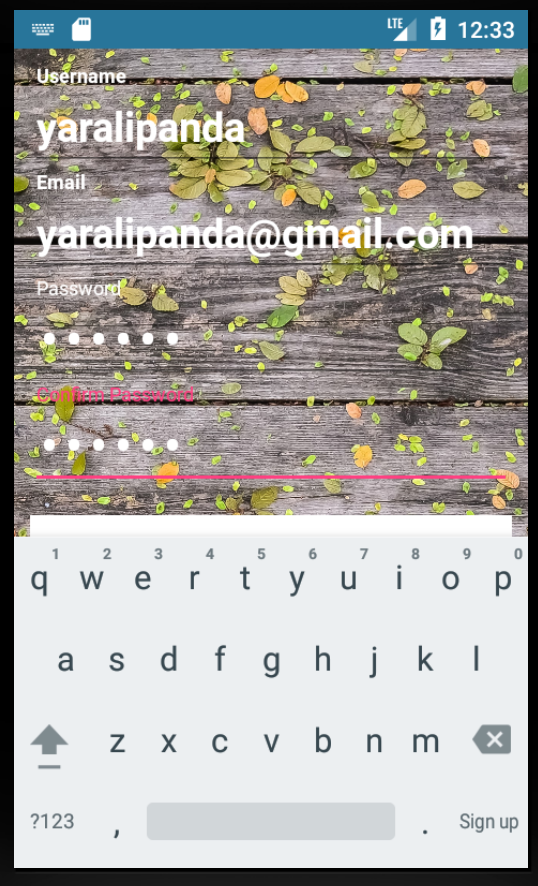 LTE 12:33
Username
yaralipanda
Email
yaralipanda@gmail.com
Password
••••••
Confirm Password
••••••
1 2 3 4 5 6 7 8 9 0
q w e r t y u i o p
a s d f g h j k l
z x c v b n m
?123 , . Sign up